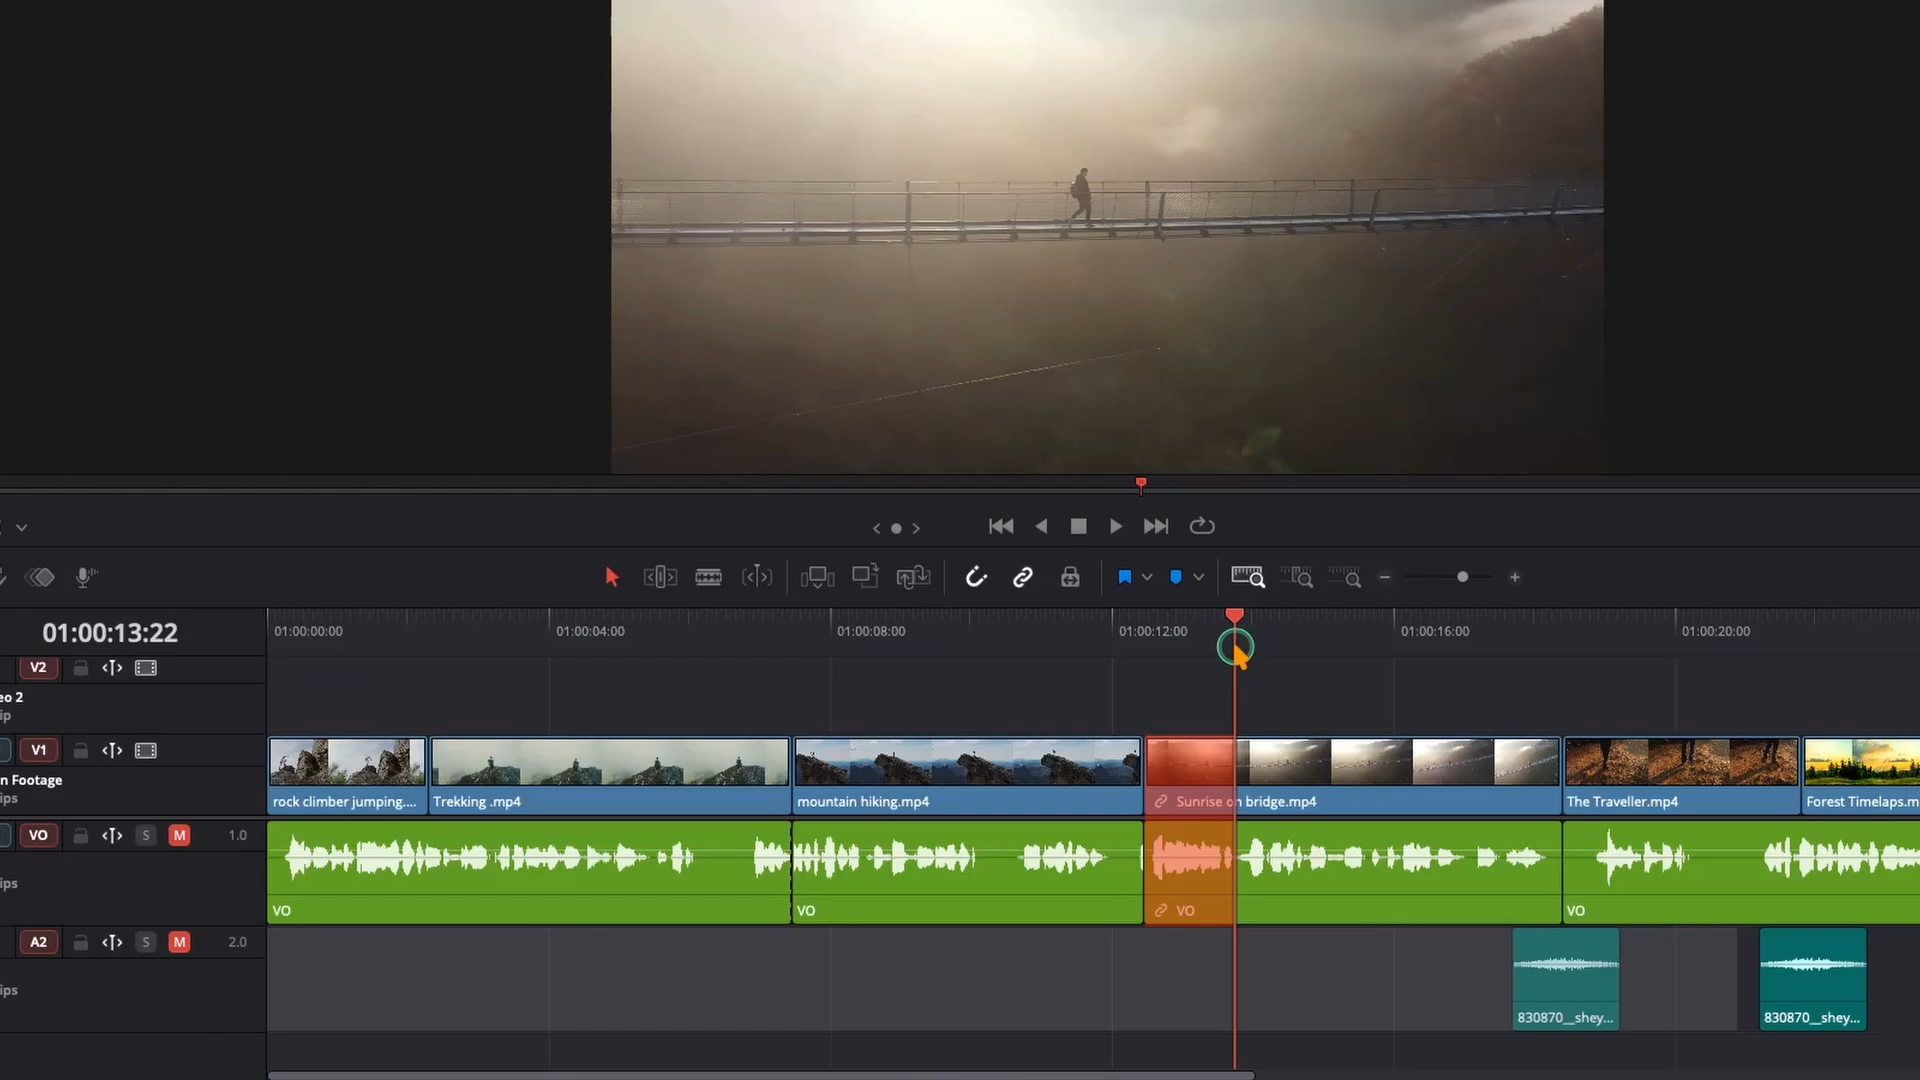 01:00:13:22
01:00:00:00
01:00:04:00
01:00:08:00
01:00:12:00
01:00:16:00
01:00:20:00
V2
eo 2
ip
V1
n Footage
ips
rock climber jumping....
Trekking .mp4
mountain hiking.mp4
Sunrise on bridge.mp4
The Traveller.mp4
Forest Timelaps.m
VO
S
M
1.0
ips
VO
VO
VO
VO
A2
S
M
2.0
ips
830870__shey...
830870__shey...